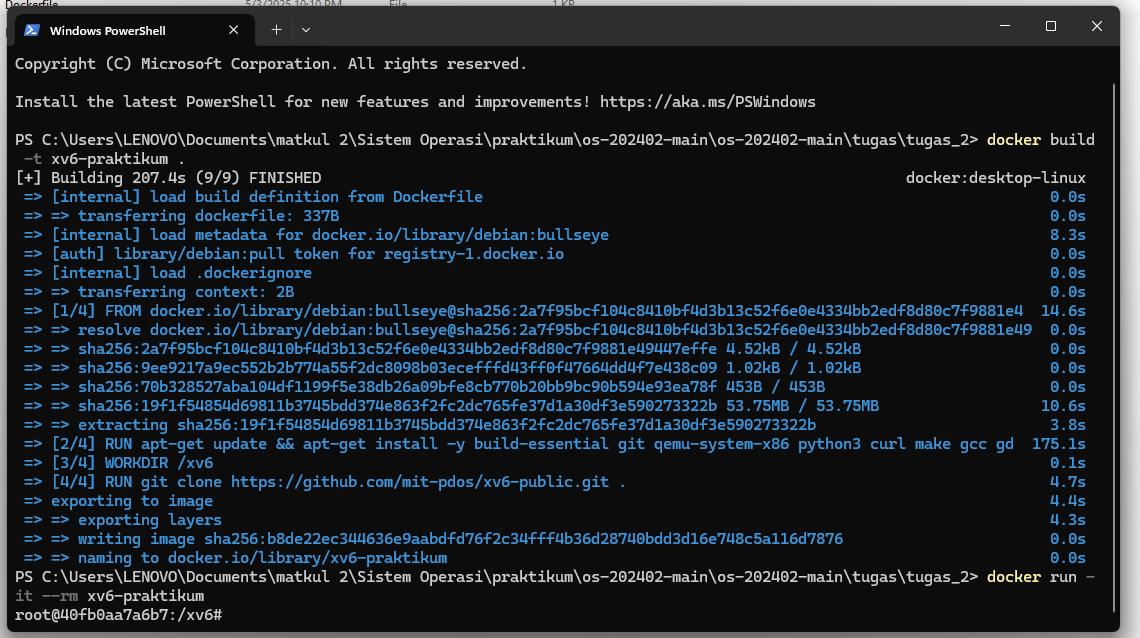 Dockerfile 5/3/2025 10:10 PM File 1 KB
Windows PowerShell
Copyright (C) Microsoft Corporation. All rights reserved.
Install the latest PowerShell for new features and improvements! https://aka.ms/PSWindows
PS C:\Users\LENOVO\Documents\matkul 2\Sistem Operasi\praktikum\os-202402-main\os-202402-main\tugas\tugas_2> docker build
-t xv6-praktikum .
[+] Building 207.4s (9/9) FINISHED docker:desktop-linux
=> [internal] load build definition from Dockerfile 0.0s
=> => transferring dockerfile: 337B 0.0s
=> [internal] load metadata for docker.io/library/debian:bullseye 8.3s
=> [auth] library/debian:pull token for registry-1.docker.io 0.0s
=> [internal] load .dockerignore 0.0s
=> => transferring context: 2B 0.0s
=> [1/4] FROM docker.io/library/debian:bullseye@sha256:2a7f95bcf104c8410bf4d3b13c52f6e0e4334bb2edf8d80c7f9881e4 14.6s
=> => resolve docker.io/library/debian:bullseye@sha256:2a7f95bcf104c8410bf4d3b13c52f6e0e4334bb2edf8d80c7f9881e49 0.0s
=> => sha256:2a7f95bcf104c8410bf4d3b13c52f6e0e4334bb2edf8d80c7f9881e49447effe 4.52kB / 4.52kB 0.0s
=> => sha256:9ee9217a9ec552b2b774a55f2dc8098b03ecefffd43ff0f47664dd4f7e438c09 1.02kB / 1.02kB 0.0s
=> => sha256:70b328527aba104df1199f5e38db26a09bfe8cb770b20bb9bc90b594e93ea78f 453B / 453B 0.0s
=> => sha256:19f1f54854d69811b3745bdd374e863f2fc2dc765fe37d1a30df3e590273322b 53.75MB / 53.75MB 10.6s
=> => extracting sha256:19f1f54854d69811b3745bdd374e863f2fc2dc765fe37d1a30df3e590273322b 3.8s
=> [2/4] RUN apt-get update && apt-get install -y build-essential git qemu-system-x86 python3 curl make gcc gd 175.1s
=> [3/4] WORKDIR /xv6 0.1s
=> [4/4] RUN git clone https://github.com/mit-pdos/xv6-public.git . 4.7s
=> exporting to image 4.4s
=> => exporting layers 4.3s
=> => writing image sha256:b8de22ec344636e9aabdfd76f2c34fff4b36d28740bdd3d16e748c5a116d7876 0.0s
=> => naming to docker.io/library/xv6-praktikum 0.0s
PS C:\Users\LENOVO\Documents\matkul 2\Sistem Operasi\praktikum\os-202402-main\os-202402-main\tugas\tugas_2> docker run -
it --rm xv6-praktikum
root@40fb0aa7a6b7:/xv6#